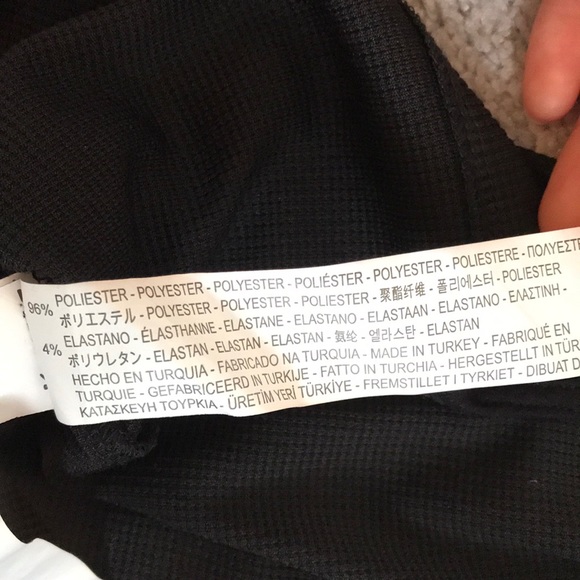 96% POLIESTER - POLYESTER - POLYESTER - POLIÉSTER - POLYESTER - POLIESTERE - ΠΟΛΥΕΣΤΕ
ポリエステル - POLYESTER - POLYESTER - POLIESTER - 聚酯纤维 - 폴리에스터 - POLIESTER
4% ELASTANO - ÉLASTHANNE - ELASTANE - ELASTANO - ELASTAAN - ELASTANO - ΕΛΑΣΤΙΝΗ -
ポリウレタン - ELASTAN - ELASTAN - ELASTAN - 氨纶 - 엘라스탄 - ELASTAN
HECHO EN TURQUIA - FABRICADO NA TURQUIA - MADE IN TURKEY - FABRIQUÉ EN
TURQUIE - GEFABRICEERD IN TURKIJE - FATTO IN TURCHIA - HERGESTELLT IN TÜR
ΚΑΤΑΣΚΕΥΗ ΤΟΥΡΚΙΑ - ÜRETİM YERİ TÜRKİYE - FREMSTILLET I TYRKIET - DIBUAT D